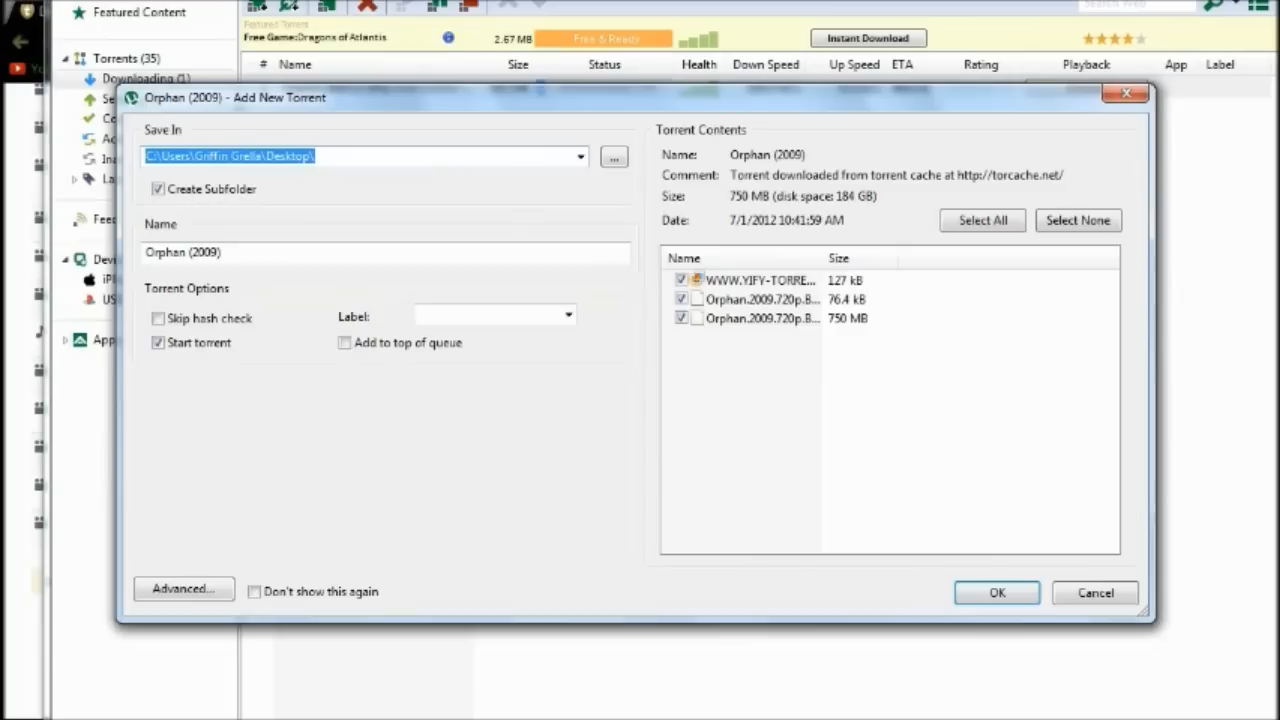 Featured Content
Featured Torrent
Free Game:Dragons of Atlantis
2.67 MB
Free & Ready
Instant Download
Torrents (35)
# Name Size Status Health Down Speed Up Speed ETA Rating Playback App Label
Downloading (1)
Orphan (2009) - Add New Torrent
Save In
C:\Users\Griffin Grella\Desktop\
...
Create Subfolder
Name
Orphan (2009)
Torrent Options
Skip hash check
Label:
Start torrent
Add to top of queue
Advanced...
Don't show this again
Torrent Contents
Name: Orphan (2009)
Comment: Torrent downloaded from torrent cache at http://torcache.net/
Size: 750 MB (disk space: 184 GB)
Date: 7/1/2012 10:41:59 AM
Select All
Select None
Name Size
WWW.YIFY-TORRE... 127 kB
Orphan.2009.720p.B... 76.4 kB
Orphan.2009.720p.B... 750 MB
OK
Cancel